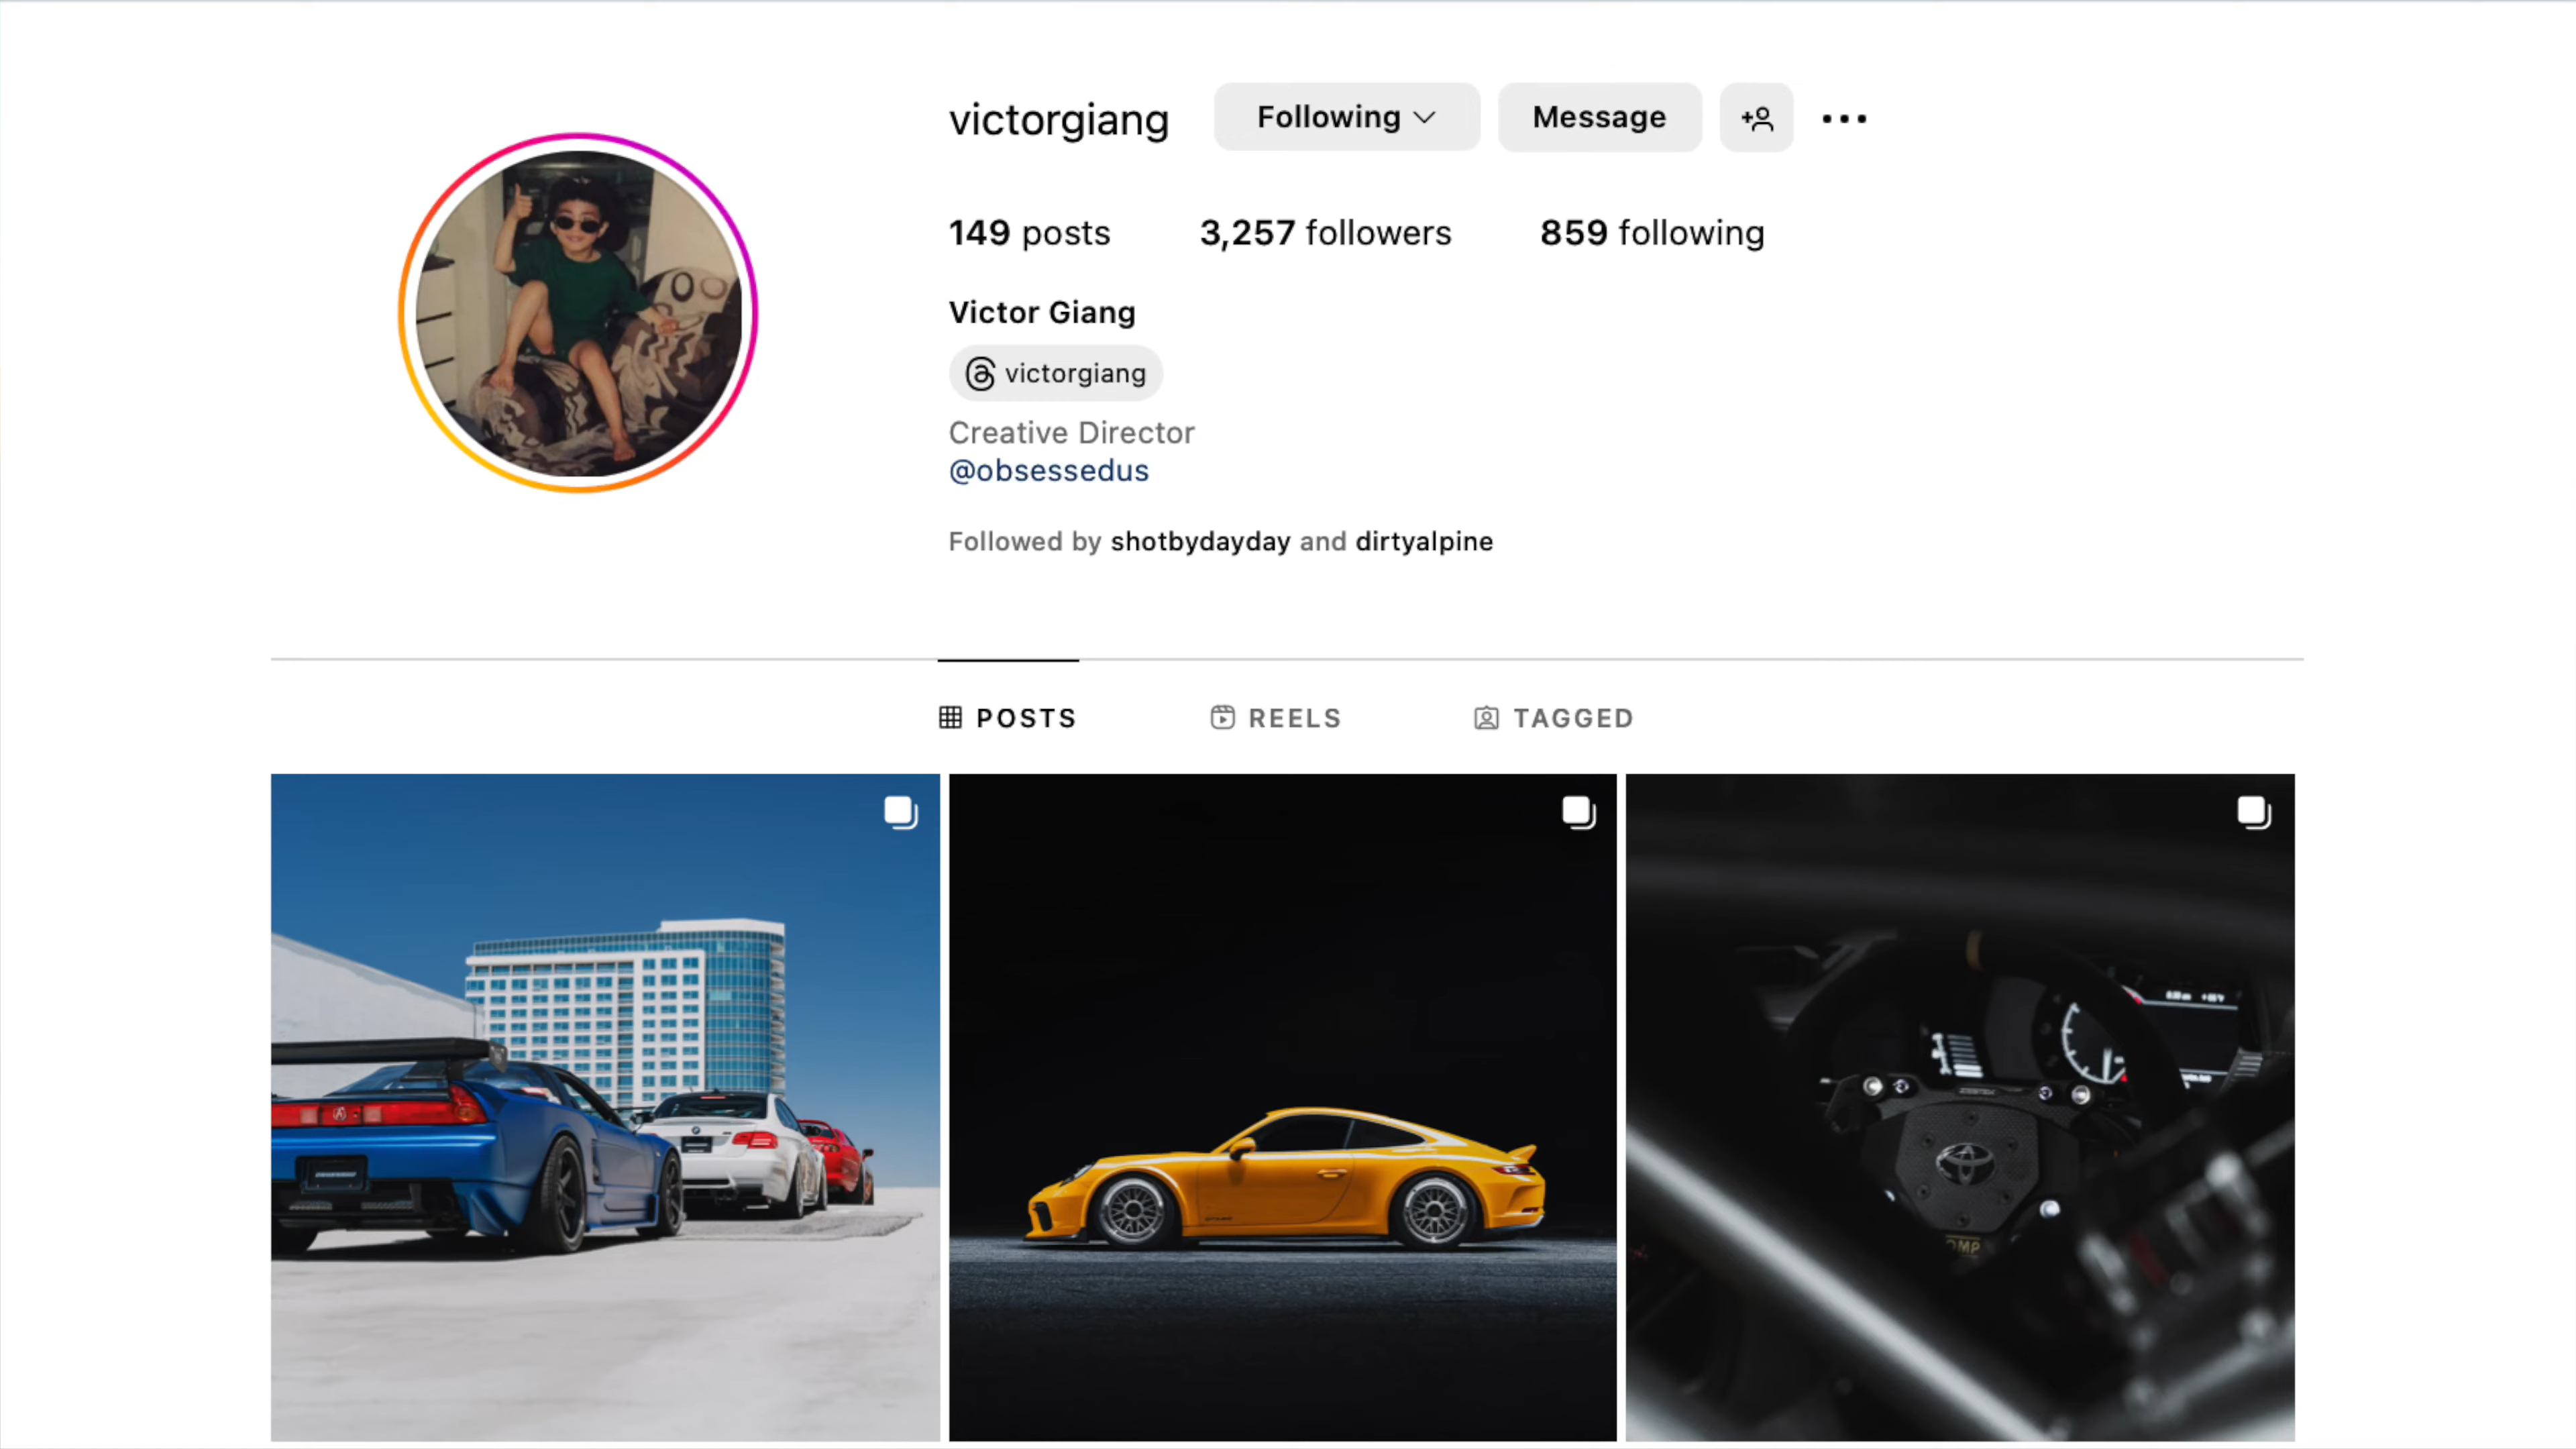 victorgiang Following Message
149 posts 3,257 followers 859 following
Victor Giang
victorgiang
Creative Director
@obsessedus
Followed by shotbydayday and dirtyalpine
POSTS REELS TAGGED
OMP